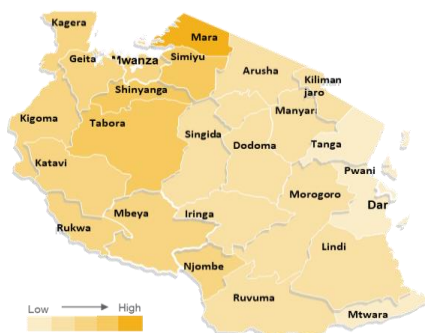 Kagera
Mara
Geita
Mwanza
Simiyu
Arusha
Kiliman
jaro
Shinyanga
Manyar
Kigoma
Tabora
Singida
Dodoma
Tanga
Katavi
Pwani
Morogoro
Dar
Rukwa
Mbeya
Iringa
Lindi
Njombe
Ruvuma
Mtwara
Low
High